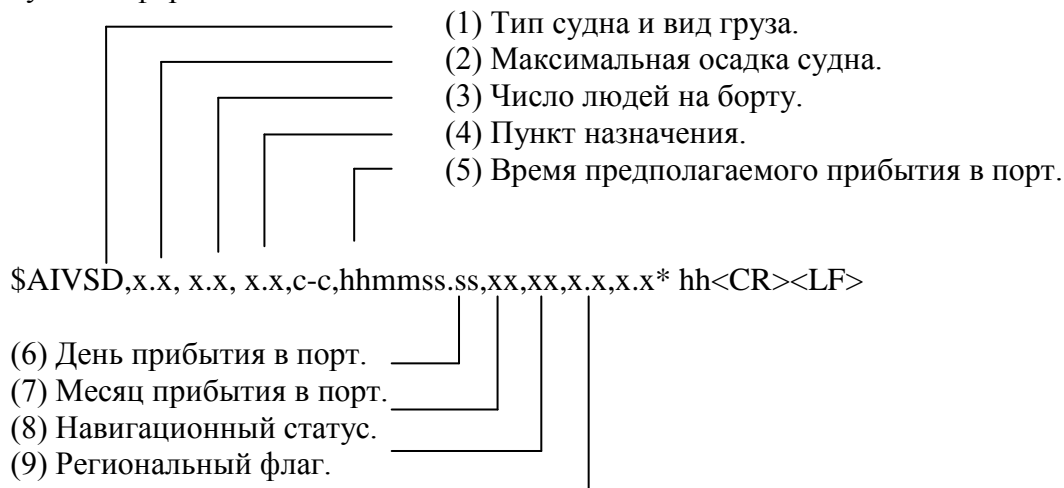 (1) Тип судна и вид груза.
(2) Максимальная осадка судна.
(3) Число людей на борту.
(4) Пункт назначения.
(5) Время предполагаемого прибытия в порт.
$AIVSD,x.x, x.x, x.x,c-c,hhmmss.ss,xx,xx,x.x,x.x* hh<CR><LF>
(6) День прибытия в порт.
(7) Месяц прибытия в порт.
(8) Навигационный статус.
(9) Региональный флаг.